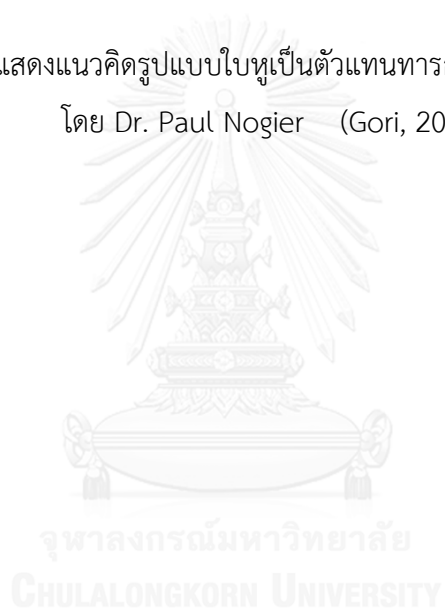 แสดงแนวคิดรูปแบบใบหูเป็นตัวแทนทารก
โดย Dr. Paul Nogier (Gori, 20
จุฬาลงกรณ์มหาวิทยาลัย
CHULALONGKORN UNIVERSITY